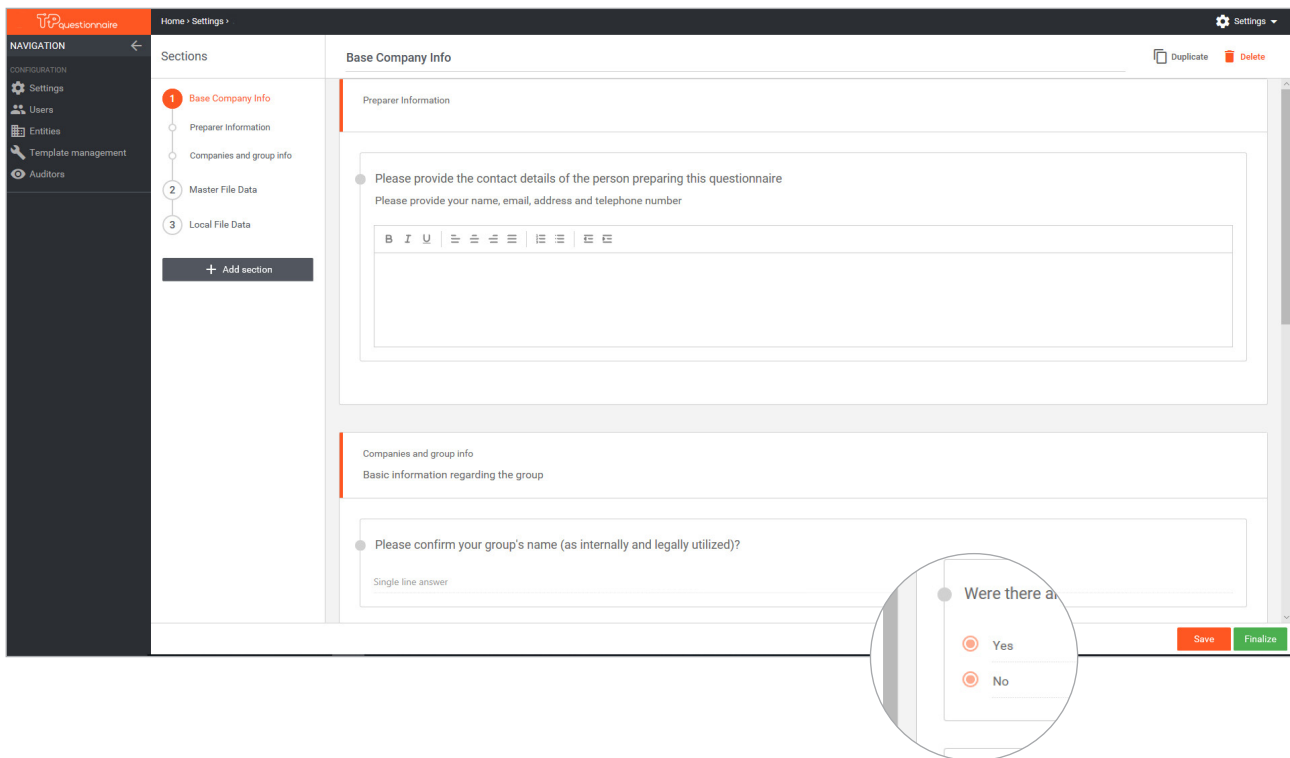 TPquestionnaire
Home › Settings ›
Settings
NAVIGATION
CONFIGURATION
Settings
Users
Entities
Template management
Auditors
Sections
1 Base Company Info
Preparer Information
Companies and group info
2 Master File Data
3 Local File Data
+ Add section
Base Company Info
Duplicate
Delete
Preparer Information
Please provide the contact details of the person preparing this questionnaire
Please provide your name, email, address and telephone number
B I U
Companies and group info
Basic information regarding the group
Please confirm your group's name (as internally and legally utilized)?
Single line answer
Were there
Yes
No
Save
Finalize